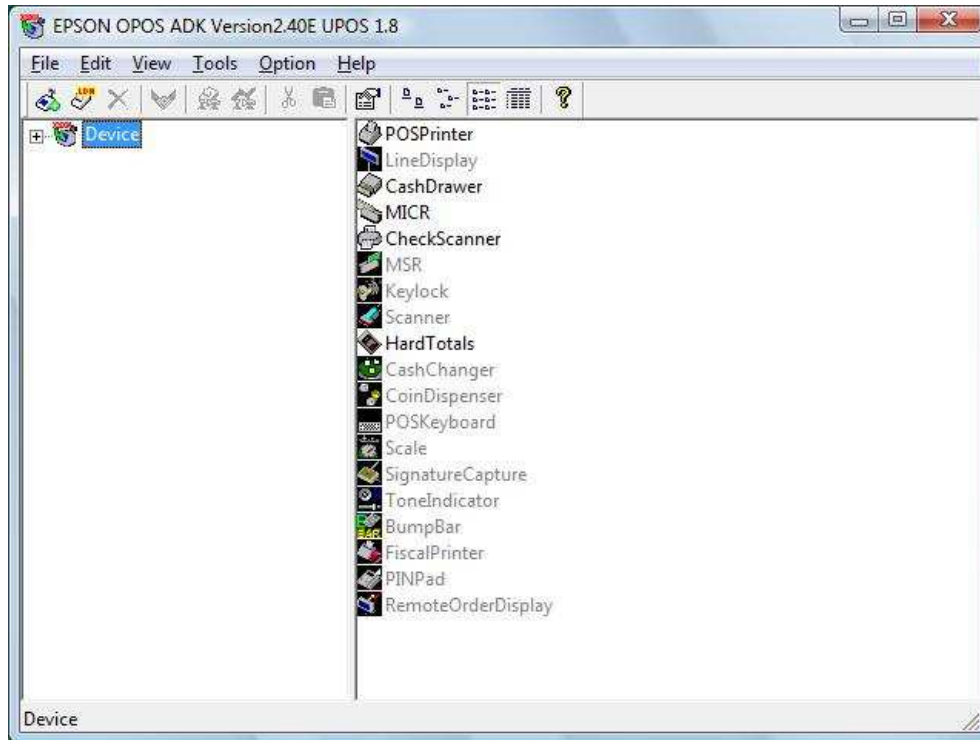 EPSON OPOS ADK Version2.40E UPOS 1.8
File Edit View Tools Option Help
Device
POSPrinter
LineDisplay
CashDrawer
MICR
CheckScanner
MSR
Keylock
Scanner
HardTotals
CashChanger
CoinDispenser
POSKeyboard
Scale
SignatureCapture
ToneIndicator
BumpBar
FiscalPrinter
PINPad
RemoteOrderDisplay
Device